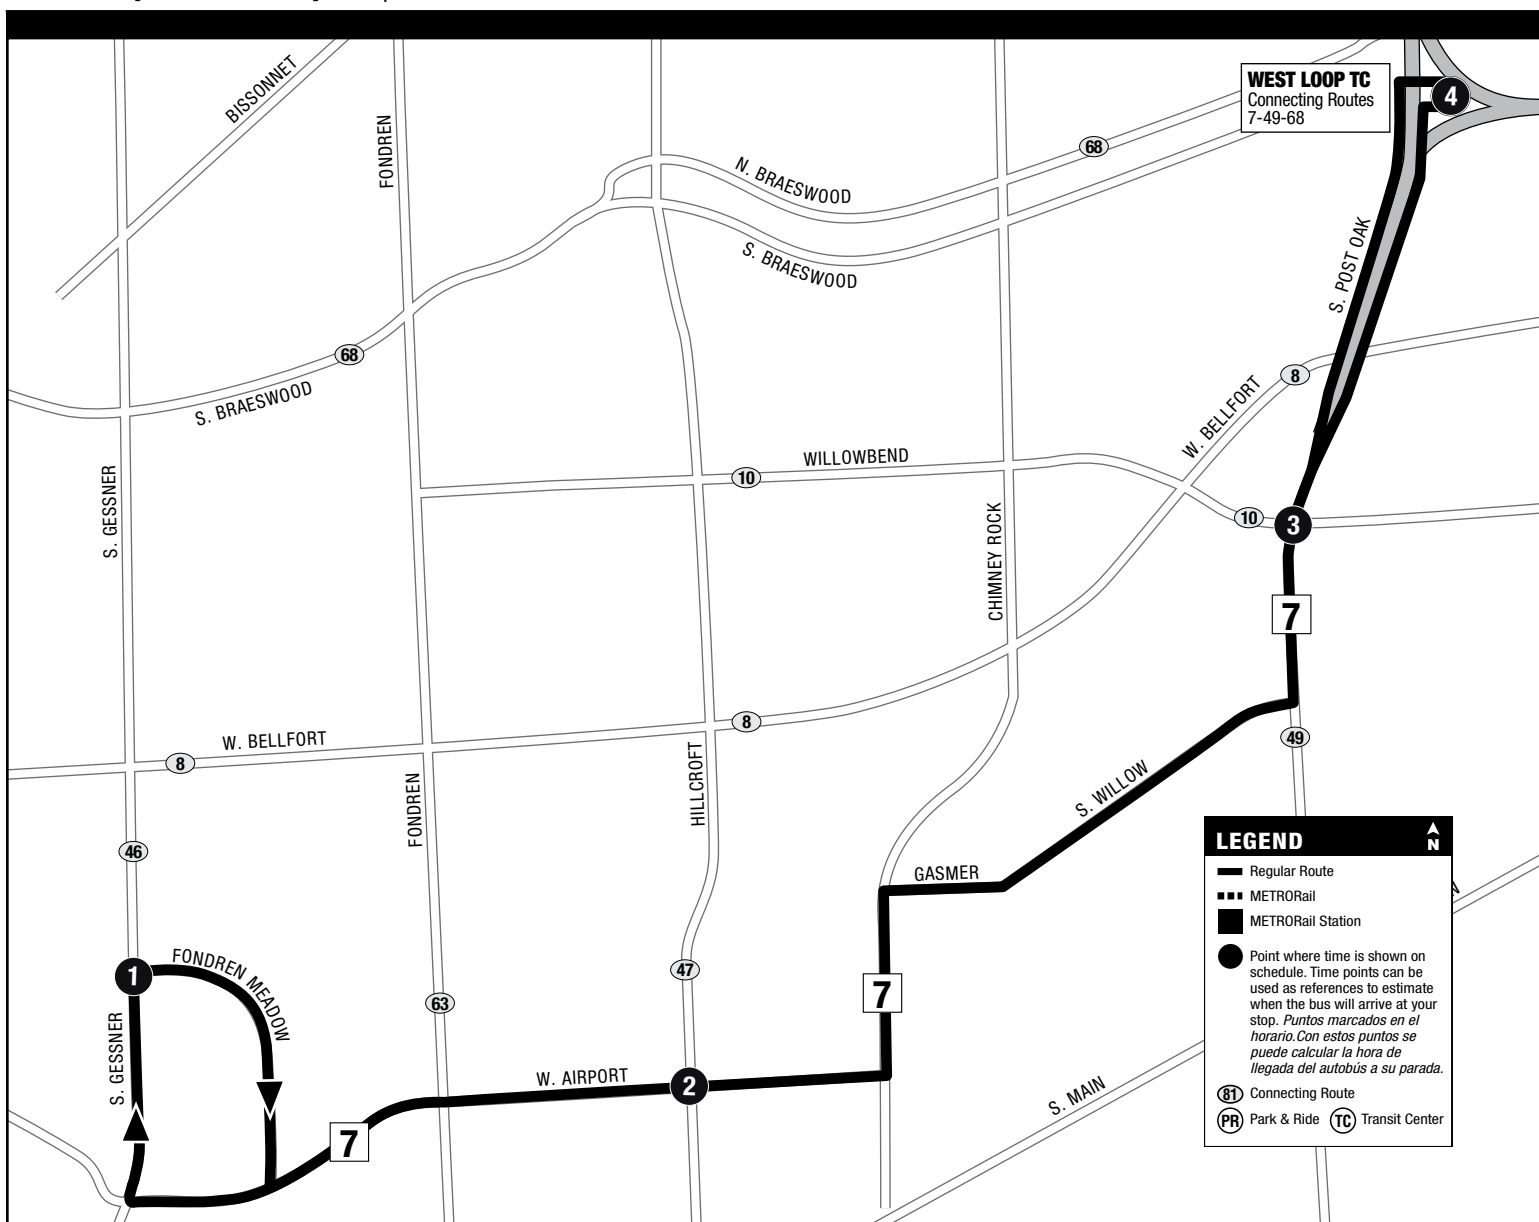 BISSONNET
FONDREN
WEST LOOP TC
Connecting Routes
7-49-68
4
68
N. BRAESWOOD
S. BRAESWOOD
S. POST OAK
68
S. BRAESWOOD
8
W. BELLFORT
WILLOWBEND
10
S. GESSNER
CHIMNEY ROCK
10
3
7
W. BELLFORT
8
8
HILLCROFT
FONDREN
49
S. WILLOW
46
GASMER
1
FONDREN MEADOW
47
63
7
S. GESSNER
W. AIRPORT
2
7
S. MAIN
LEGEND
N
Regular Route
METRORail
METRORail Station
Point where time is shown on
schedule. Time points can be
used as references to estimate
when the bus will arrive at your
stop. Puntos marcados en el
horario.Con estos puntos se
puede calcular la hora de
llegada del autobús a su parada.
81 Connecting Route
PR Park & Ride TC Transit Center